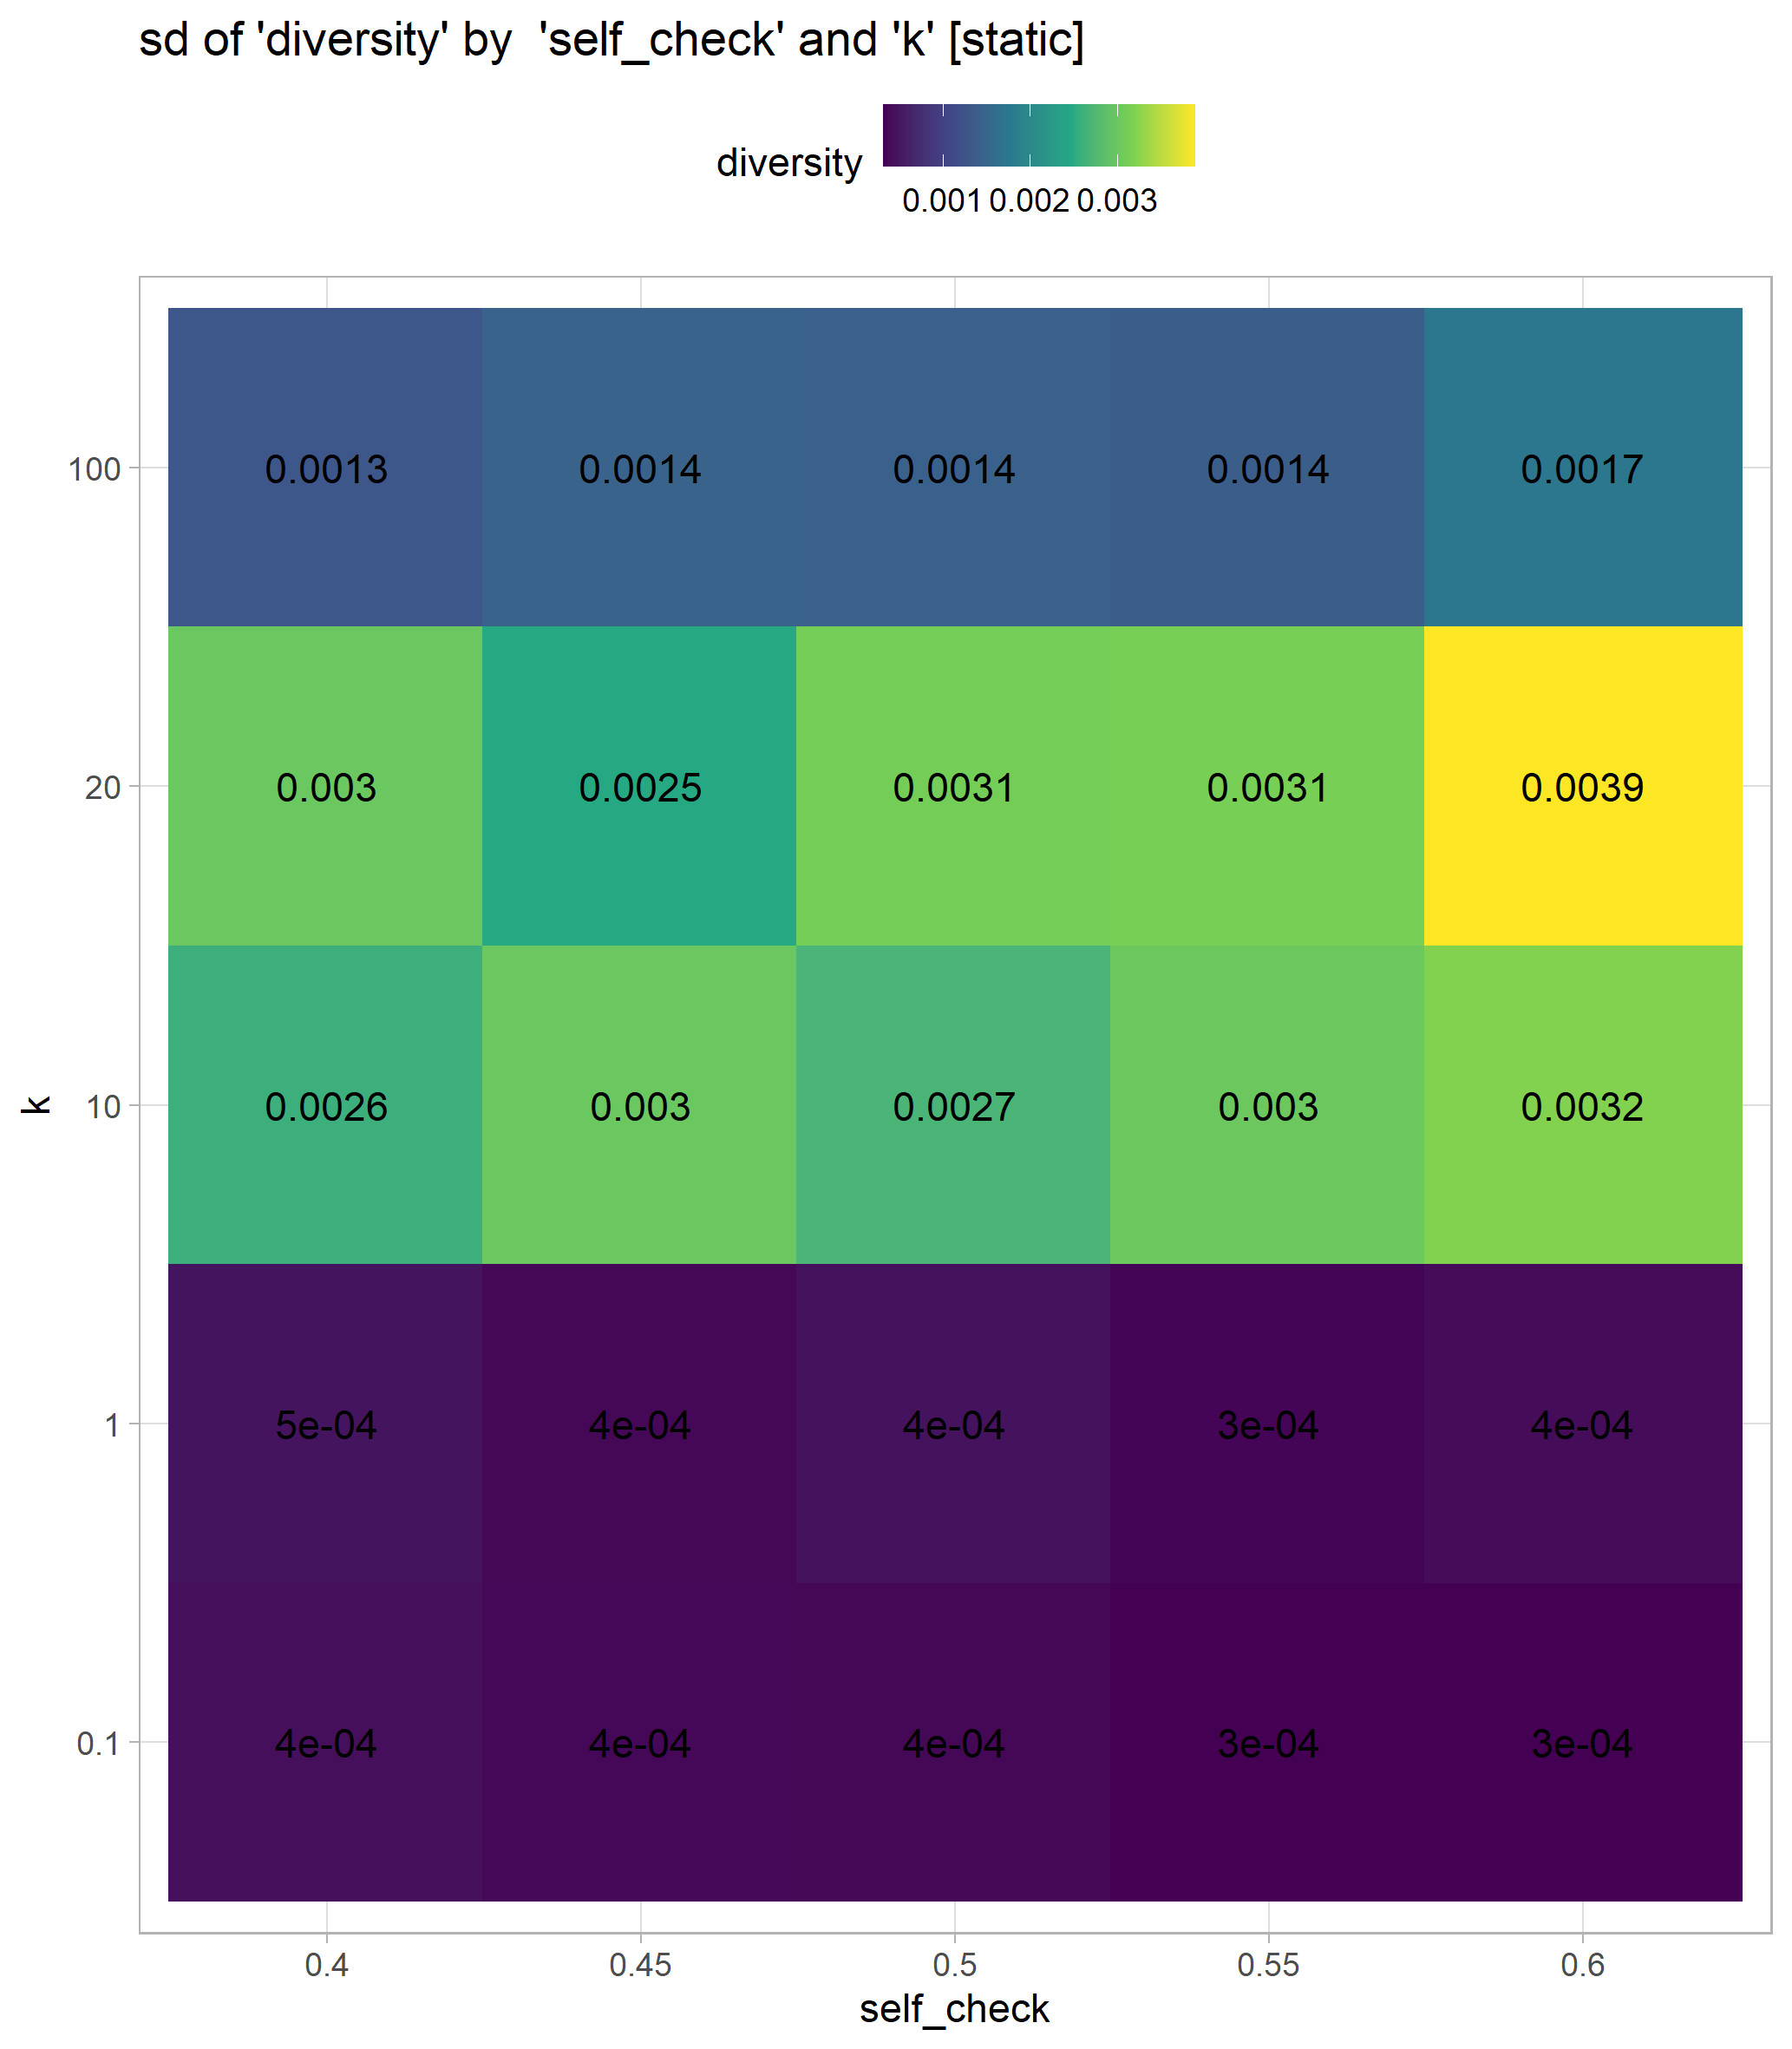 sd of 'diversity' by  'self_check' and 'k' [static]
diversity
0.001 0.002 0.003
100 0.0013 0.0014 0.0014 0.0014 0.0017
20 0.003 0.0025 0.0031 0.0031 0.0039
k
10 0.0026 0.003 0.0027 0.003 0.0032
1 5e-04 4e-04 4e-04 3e-04 4e-04
0.1 4e-04 4e-04 4e-04 3e-04 3e-04
0.4 0.45 0.5 0.55 0.6
self_check